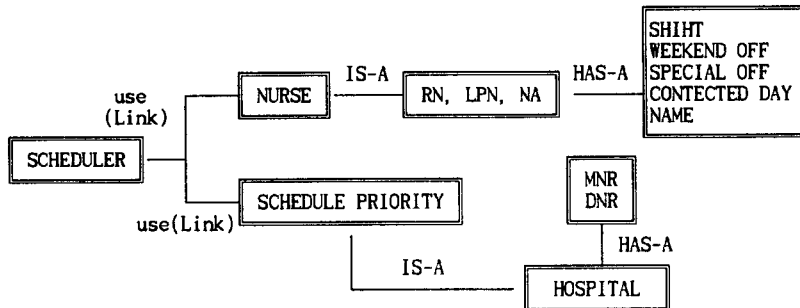 SHIHT
WEEKEND OFF
SPECIAL OFF
CONTECTED DAY
NAME
IS-A
HAS-A
use
(Link)
NURSE
RN, LPN, NA
SCHEDULER
MNR
DNR
SCHEDULE PRIORITY
use(Link)
HAS-A
IS-A
HOSPITAL